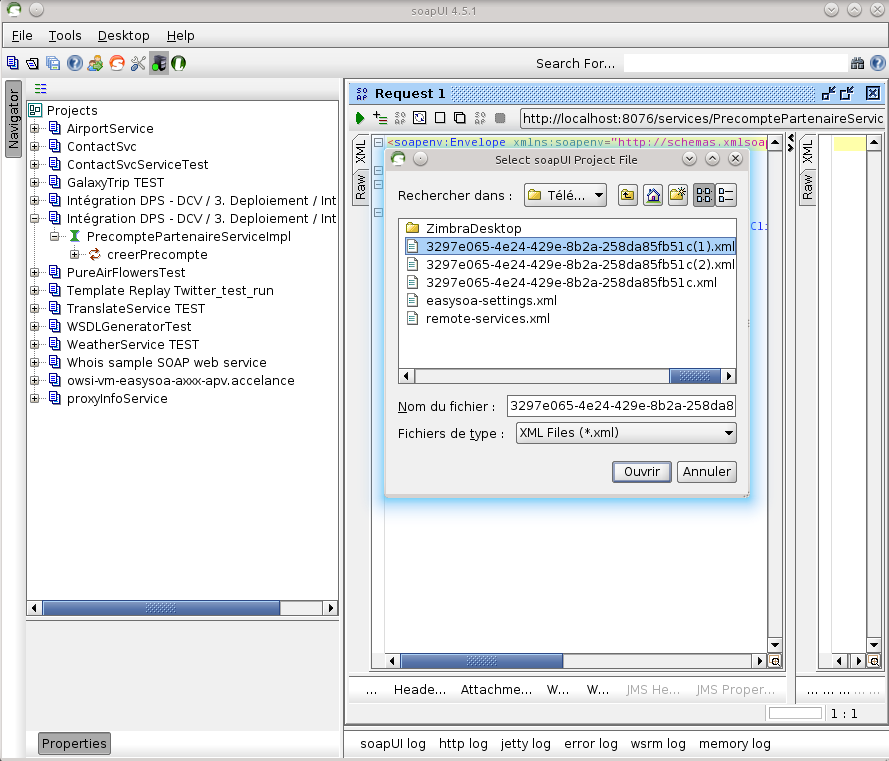 soapUI 4.5.1
File Tools Desktop Help
Search For...
Navigator
Projects
AirportService
ContactSvc
ContactSvcServiceTest
GalaxyTrip TEST
Intégration DPS - DCV / 3. Deploiement / Int
Intégration DPS - DCV / 3. Deploiement / Int
PrecomptePartenaireServiceImpl
creerPrecompte
PureAirFlowersTest
Template Replay Twitter_test_run
TranslateService TEST
WSDLGeneratorTest
WeatherService TEST
Whois sample SOAP web service
owsi-vm-easysoa-axxx-apv.accelance
proxyInfoService
Properties
Request 1
http://localhost:8076/services/PrecomptePartenaireServic
XML
Raw
<soapenv:Envelope xmlns:soapenv="http://schemas.xmlsoap
Cli
XML
Raw
Select soapUI Project File
Rechercher dans : Télé...
ZimbraDesktop
3297e065-4e24-429e-8b2a-258da85fb51c(1).xml
3297e065-4e24-429e-8b2a-258da85fb51c(2).xml
3297e065-4e24-429e-8b2a-258da85fb51c.xml
easysoa-settings.xml
remote-services.xml
Nom du fichier : 3297e065-4e24-429e-8b2a-258da8
Fichiers de type : XML Files (*.xml)
Ouvrir Annuler
... Heade... Attachme... W... W... JMS He... JMS Proper... ... ... ... ... ...
1 : 1
soapUI log http log jetty log error log wsrm log memory log